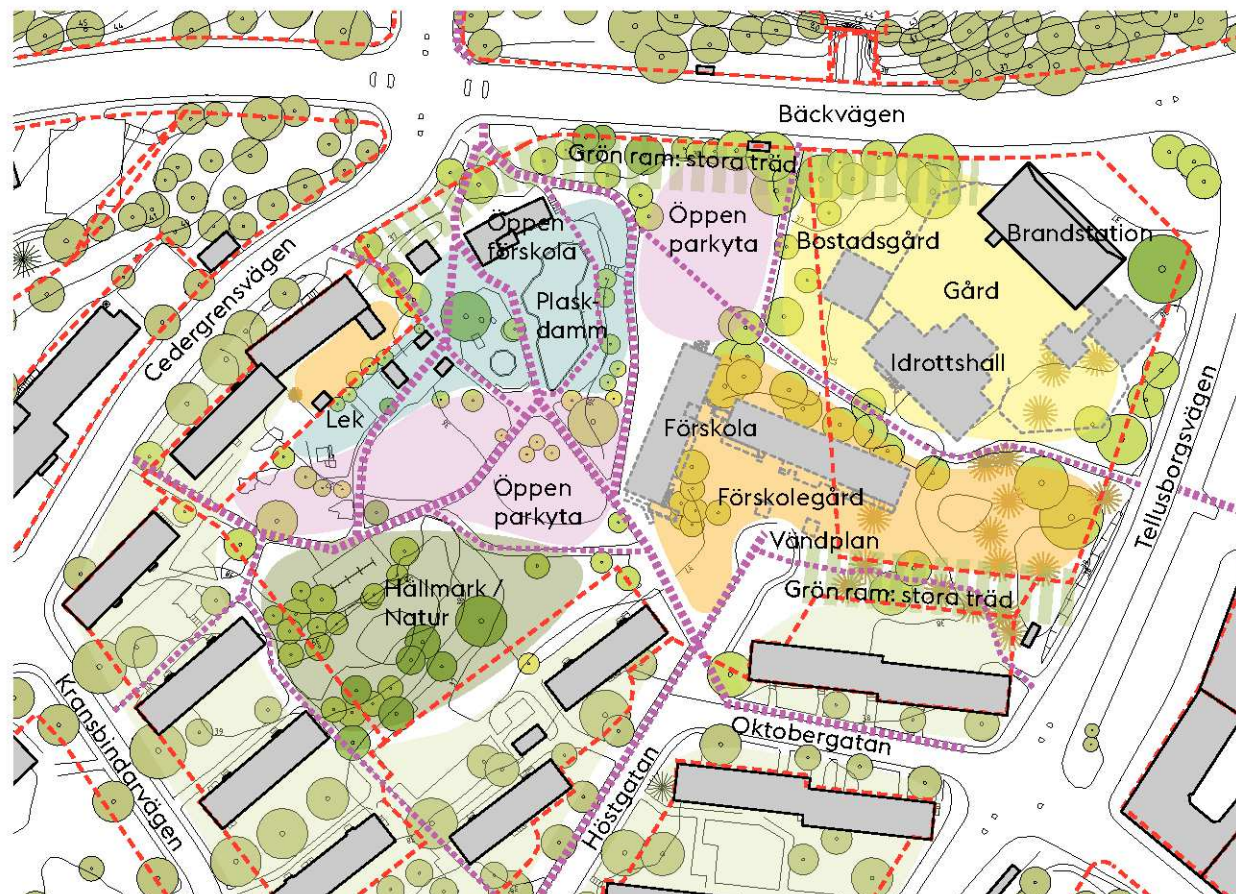 Bäckvägen
Grön ram: stora träd
Öppen
parkyta
Öppen
förskola
Bostadsgård
Brandstation
Gård
Plask-
damm
Idrottshall
Cedergrensvägen
Lek
Förskola
Öppen
parkyta
Förskolegård
Vändplan
Tellusborgsvägen
Hällmark /
Natur
Grön ram: stora träd
Kransbindarvägen
Höstgatan
Oktobergatan